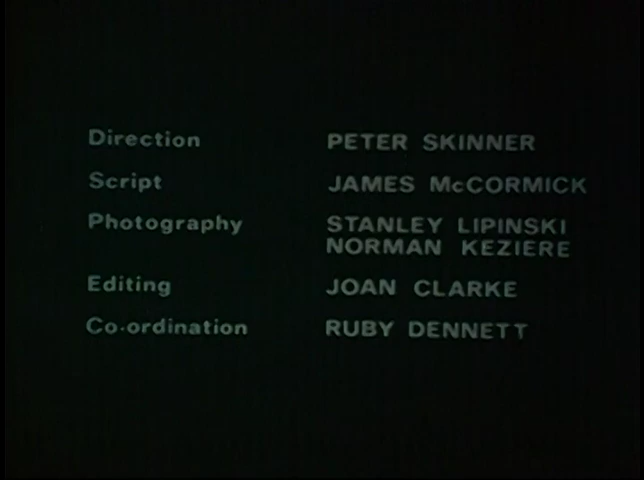 Direction PETER SKINNER
Script JAMES McCORMICK
Photography STANLEY LIPINSKI
NORMAN KEZIERE
Editing JOAN CLARKE
Co-ordination RUBY DENNETT